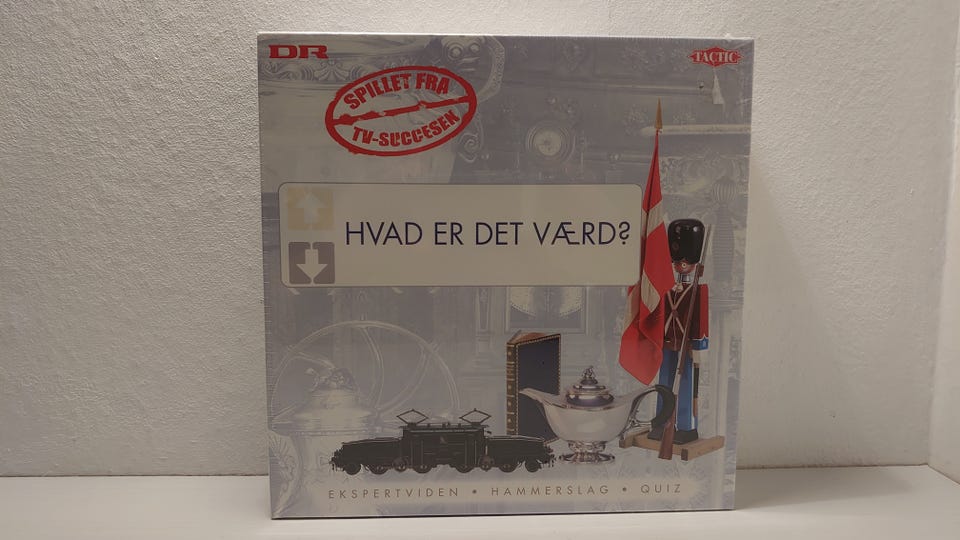 DR
TACTIC
SPILLET FRA
TV-SUCCESEN
HVAD ER DET VÆRD?
EKSPERTVIDEN • HAMMERSLAG • QUIZ